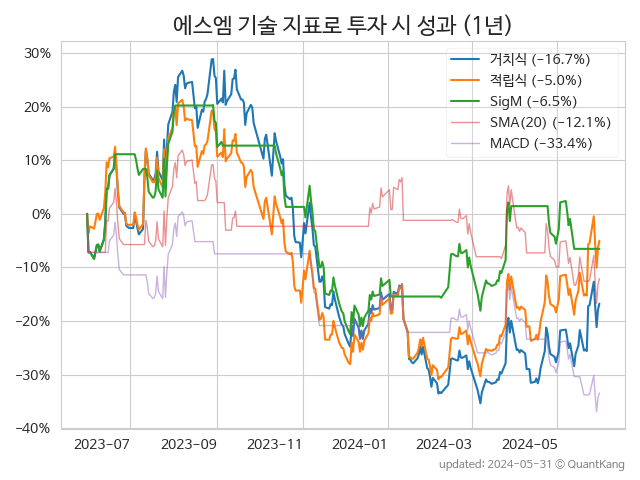 에스엠 기술 지표로 투자 시 성과 (1년)
30%
20%
10%
0%
−10%
−20%
−30%
−40%
거치식 (−16.7%)
적립식 (−5.0%)
SigM (−6.5%)
SMA(20) (−12.1%)
MACD (−33.4%)
2023−07
2023−09
2023−11
2024−01
2024−03
2024−05
updated: 2024−05−31 © QuantKang